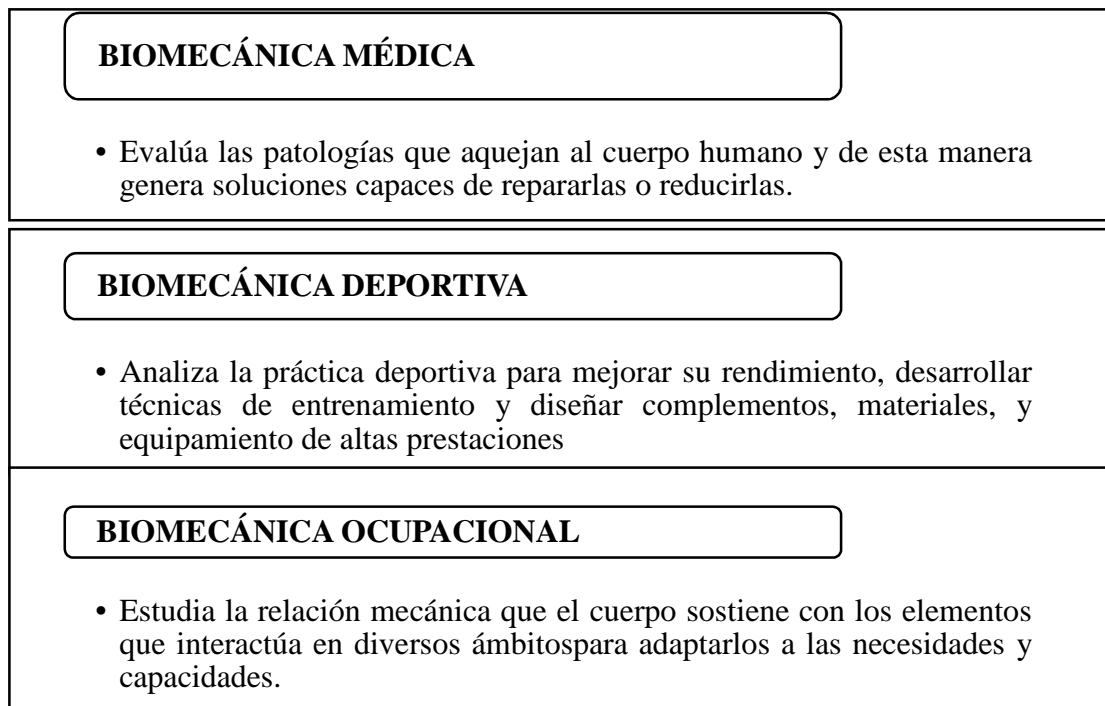 BIOMECÁNICA MÉDICA
• Evalúa las patologías que aquejan al cuerpo humano y de esta manera
genera soluciones capaces de repararlas o reducirlas.
BIOMECÁNICA DEPORTIVA
• Analiza la práctica deportiva para mejorar su rendimiento, desarrollar
técnicas de entrenamiento y diseñar complementos, materiales, y
equipamiento de altas prestaciones
BIOMECÁNICA OCUPACIONAL
• Estudia la relación mecánica que el cuerpo sostiene con los elementos
que interactúa en diversos ámbitospara adaptarlos a las necesidades y
capacidades.